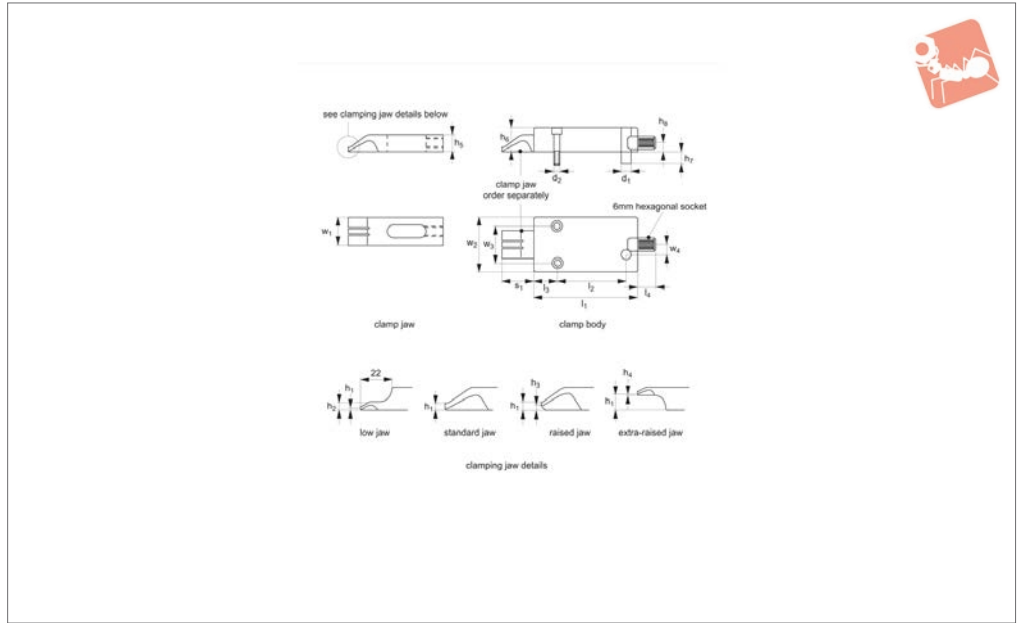 see clamping jaw details below
h5
h6
h8
h7
d2
d1
clamp jaw
order separately
6mm hexagonal socket
w1
w2
w3
w4
s1
l3
l2
l4
l1
clamp jaw
clamp body
22
h1
h2
low jaw
h1
standard jaw
h3
h1
raised jaw
h4
h1
extra-raised jaw
clamping jaw details